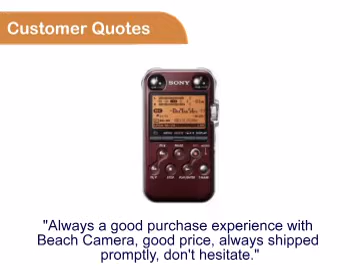 Customer Quotes
SONY
"Always a good purchase experience with
Beach Camera, good price, always shipped
promptly, don't hesitate."